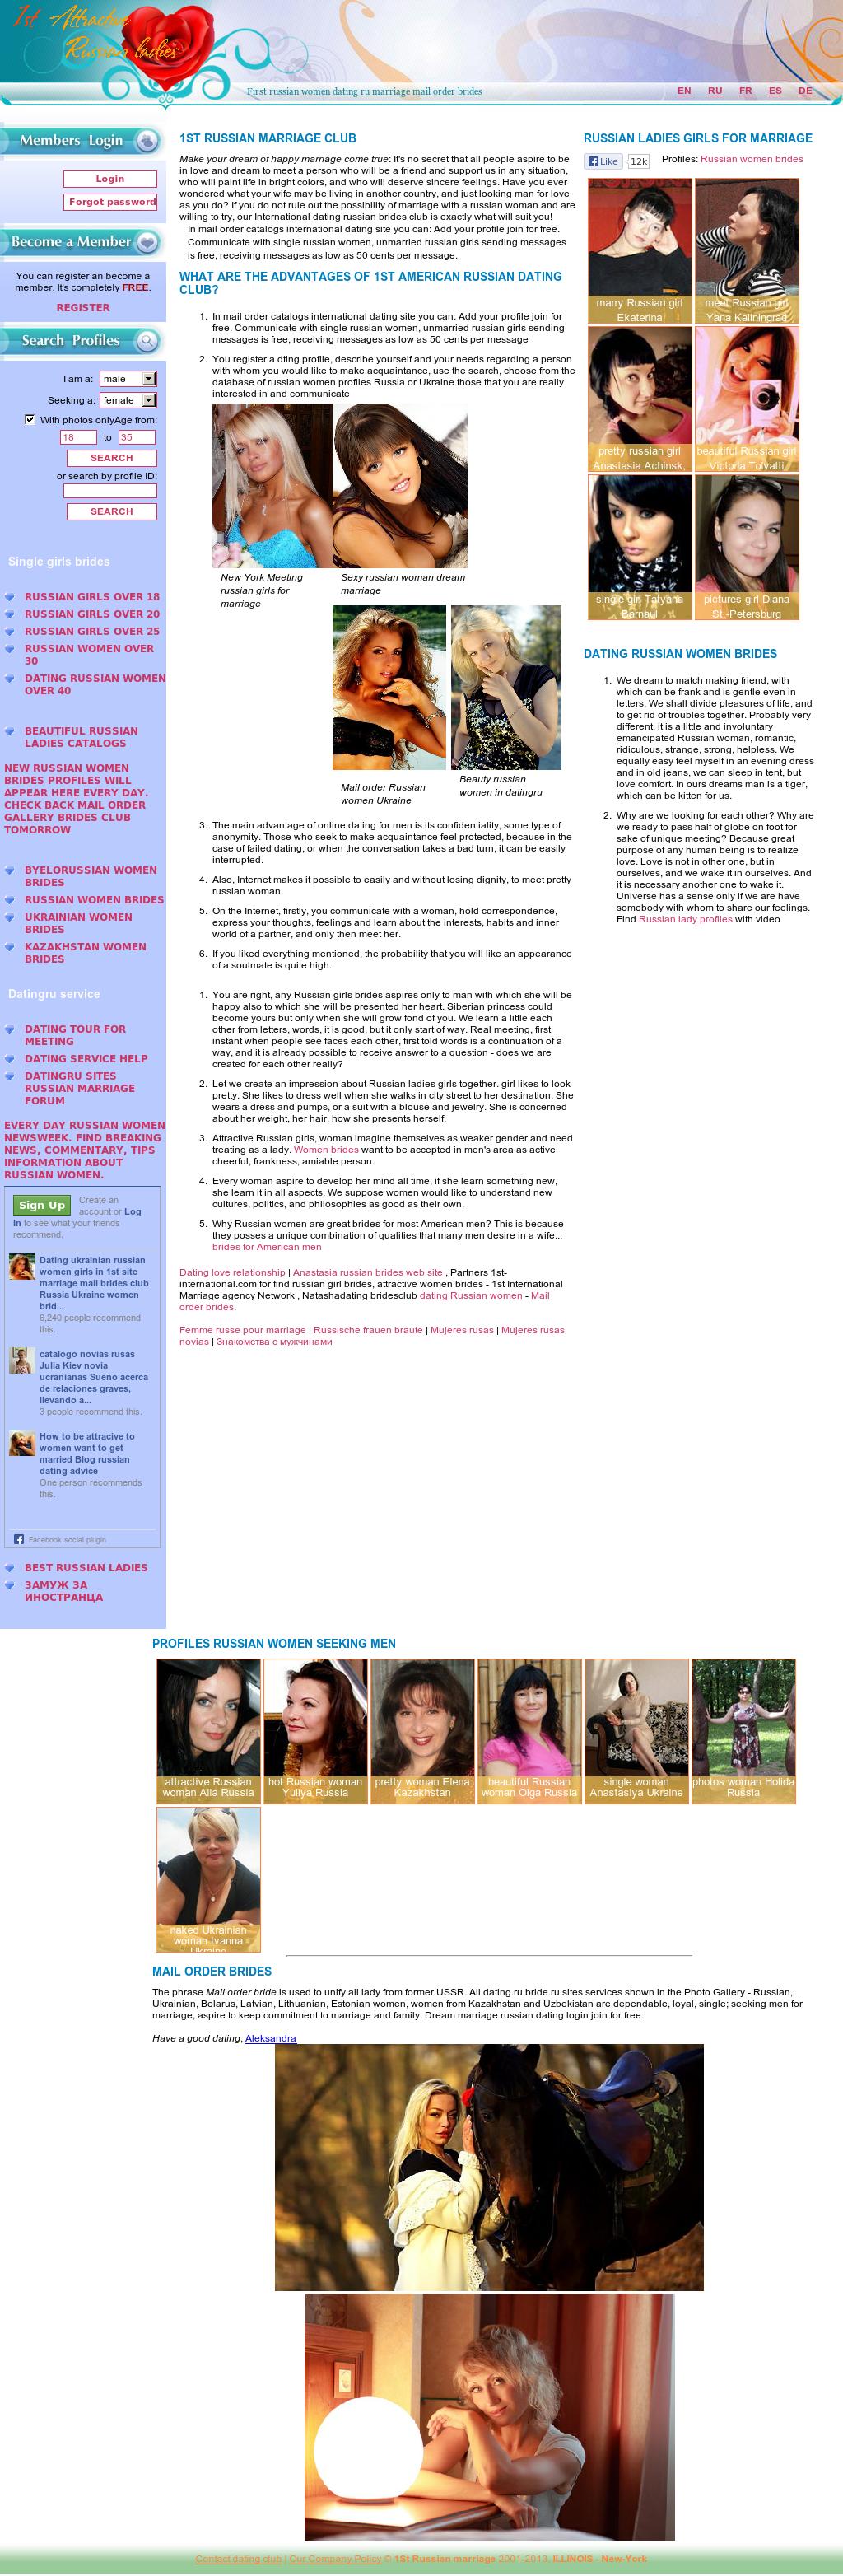 1st Attractive
Russian ladies
First russian women dating ru marriage mail order brides
EN RU FR ES DE
Members Login
Login
Forgot password
Become a Member
You can register an become a
member. It's completely FREE.
REGISTER
Search Profiles
I am a: male
Seeking a: female
With photos onlyAge from:
18 to 35
SEARCH
or search by profile ID:
SEARCH
Single girls brides
RUSSIAN GIRLS OVER 18
RUSSIAN GIRLS OVER 20
RUSSIAN GIRLS OVER 25
RUSSIAN WOMEN OVER
30
DATING RUSSIAN WOMEN
OVER 40
BEAUTIFUL RUSSIAN
LADIES CATALOGS
NEW RUSSIAN WOMEN
BRIDES PROFILES WILL
APPEAR HERE EVERY DAY.
CHECK BACK MAIL ORDER
GALLERY BRIDES CLUB
TOMORROW
BYELORUSSIAN WOMEN
BRIDES
RUSSIAN WOMEN BRIDES
UKRAINIAN WOMEN
BRIDES
KAZAKHSTAN WOMEN
BRIDES
Datingru service
DATING TOUR FOR
MEETING
DATING SERVICE HELP
DATINGRU SITES
RUSSIAN MARRIAGE
FORUM
EVERY DAY RUSSIAN WOMEN
NEWSWEEK. FIND BREAKING
NEWS, COMMENTARY, TIPS
INFORMATION ABOUT
RUSSIAN WOMEN.
Sign Up Create an
account or Log
In to see what your friends
recommend.
Dating ukrainian russian
women girls in 1st site
marriage mail brides club
Russia Ukraine women
brid...
6,240 people recommend
this.
catalogo novias rusas
Julia Kiev novia
ucranianas Sueño acerca
de relaciones graves,
llevando a...
3 people recommend this.
How to be attracive to
women want to get
married Blog russian
dating advice
One person recommends
this.
Facebook social plugin
BEST RUSSIAN LADIES
ЗАМУЖ ЗА
ИНОСТРАНЦА
1ST RUSSIAN MARRIAGE CLUB
Make your dream of happy marriage come true: It's no secret that all people aspire to be
in love and dream to meet a person who will be a friend and support us in any situation,
who will paint life in bright colors, and who will deserve sincere feelings. Have you ever
wondered what your wife may be living in another country, and just looking man for love
as you do? If you do not rule out the possibility of marriage with a russian woman and are
willing to try, our International dating russian brides club is exactly what will suit you!
In mail order catalogs international dating site you can: Add your profile join for free.
Communicate with single russian women, unmarried russian girls sending messages
is free, receiving messages as low as 50 cents per message.
WHAT ARE THE ADVANTAGES OF 1ST AMERICAN RUSSIAN DATING
CLUB?
1. In mail order catalogs international dating site you can: Add your profile join for
free. Communicate with single russian women, unmarried russian girls sending
messages is free, receiving messages as low as 50 cents per message
2. You register a dting profile, describe yourself and your needs regarding a person
with whom you would like to make acquaintance, use the search, choose from the
database of russian women profiles Russia or Ukraine those that you are really
interested in and communicate
New York Meeting
russian girls for
marriage
Sexy russian woman dream
marriage
Mail order Russian
women Ukraine
Beauty russian
women in datingru
3. The main advantage of online dating for men is its confidentiality, some type of
anonymity. Those who seek to make acquaintance feel protected, because in the
case of failed dating, or when the conversation takes a bad turn, it can be easily
interrupted.
4. Also, Internet makes it possible to easily and without losing dignity, to meet pretty
russian woman.
5. On the Internet, firstly, you communicate with a woman, hold correspondence,
express your thoughts, feelings and learn about the interests, habits and inner
world of a partner, and only then meet her.
6. If you liked everything mentioned, the probability that you will like an appearance
of a soulmate is quite high.
1. You are right, any Russian girls brides aspires only to man with which she will be
happy also to which she will be presented her heart. Siberian princess could
become yours but only when she will grow fond of you. We learn a little each
other from letters, words, it is good, but it only start of way. Real meeting, first
instant when people see faces each other, first told words is a continuation of a
way, and it is already possible to receive answer to a question - does we are
created for each other really?
2. Let we create an impression about Russian ladies girls together. girl likes to look
pretty. She likes to dress well when she walks in city street to her destination. She
wears a dress and pumps, or a suit with a blouse and jewelry. She is concerned
about her weight, her hair, how she presents herself.
3. Attractive Russian girls, woman imagine themselves as weaker gender and need
treating as a lady. Women brides want to be accepted in men's area as active
cheerful, frankness, amiable person.
4. Every woman aspire to develop her mind all time, if she learn something new,
she learn it in all aspects. We suppose women would like to understand new
cultures, politics, and philosophies as good as their own.
5. Why Russian women are great brides for most American men? This is because
they posses a unique combination of qualities that many men desire in a wife...
brides for American men
Dating love relationship | Anastasia russian brides web site , Partners 1st-
international.com for find russian girl brides, attractive women brides - 1st International
Marriage agency Network , Natashadating bridesclub dating Russian women - Mail
order brides.
Femme russe pour marriage | Russische frauen braute | Mujeres rusas | Mujeres rusas
novias | Знакомства с мужчинами
RUSSIAN LADIES GIRLS FOR MARRIAGE
Like 12k Profiles: Russian women brides
marry Russian girl
Ekaterina
meet Russian girl
Yana Kaliningrad
pretty russian girl
Anastasia Achinsk,
beautiful Russian girl
Victoria Tolyatti
single girl Tatyana
Barnaul
pictures girl Diana
St.-Petersburg
DATING RUSSIAN WOMEN BRIDES
1. We dream to match making friend, with
which can be frank and is gentle even in
letters. We shall divide pleasures of life, and
to get rid of troubles together. Probably very
different, it is a little and involuntary
emancipated Russian woman, romantic,
ridiculous, strange, strong, helpless. We
equally easy feel myself in an evening dress
and in old jeans, we can sleep in tent, but
love comfort. In ours dreams man is a tiger,
which can be kitten for us.
2. Why are we looking for each other? Why are
we ready to pass half of globe on foot for
sake of unique meeting? Because great
purpose of any human being is to realize
love. Love is not in other one, but in
ourselves, and we wake it in ourselves. And
it is necessary another one to wake it.
Universe has a sense only if we are have
somebody with whom to share our feelings.
Find Russian lady profiles with video
PROFILES RUSSIAN WOMEN SEEKING MEN
attractive Russian
woman Alla Russia
hot Russian woman
Yuliya Russia
pretty woman Elena
Kazakhstan
beautiful Russian
woman Olga Russia
single woman
Anastasiya Ukraine
photos woman Holida
Russia
naked Ukrainian
woman Ivanna
Ukraine
MAIL ORDER BRIDES
The phrase Mail order bride is used to unify all lady from former USSR. All dating.ru bride.ru sites services shown in the Photo Gallery - Russian,
Ukrainian, Belarus, Latvian, Lithuanian, Estonian women, women from Kazakhstan and Uzbekistan are dependable, loyal, single; seeking men for
marriage, aspire to keep commitment to marriage and family. Dream marriage russian dating login join for free.
Have a good dating, Aleksandra
Contact dating club | Our Company Policy © 1St Russian marriage 2001-2013, ILLINOIS - New-York